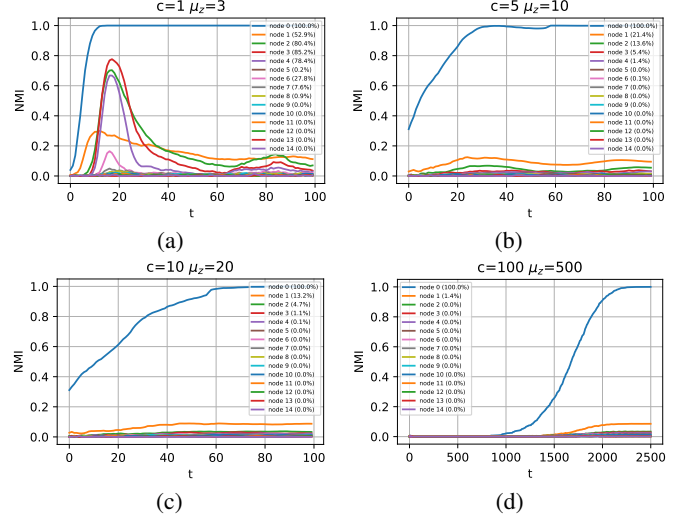 c=1 μ_z=3
NMI
1.0
0.8
0.6
0.4
0.2
0.0
node 0 (100.0%)
node 1 (52.9%)
node 2 (80.4%)
node 3 (85.2%)
node 4 (78.4%)
node 5 (0.2%)
node 6 (27.8%)
node 7 (7.6%)
node 8 (0.9%)
node 9 (0.0%)
node 10 (0.0%)
node 11 (0.0%)
node 12 (0.0%)
node 13 (0.0%)
node 14 (0.0%)
0 20 40 60 80 100
t
(a)
c=5 μ_z=10
NMI
1.0
0.8
0.6
0.4
0.2
0.0
node 0 (100.0%)
node 1 (21.4%)
node 2 (13.6%)
node 3 (5.4%)
node 4 (1.4%)
node 5 (0.0%)
node 6 (0.1%)
node 7 (0.0%)
node 8 (0.0%)
node 9 (0.0%)
node 10 (0.0%)
node 11 (0.0%)
node 12 (0.0%)
node 13 (0.0%)
node 14 (0.0%)
0 20 40 60 80 100
t
(b)
c=10 μ_z=20
NMI
1.0
0.8
0.6
0.4
0.2
0.0
node 0 (100.0%)
node 1 (13.2%)
node 2 (4.7%)
node 3 (1.1%)
node 4 (0.1%)
node 5 (0.0%)
node 6 (0.0%)
node 7 (0.0%)
node 8 (0.0%)
node 9 (0.0%)
node 10 (0.0%)
node 11 (0.0%)
node 12 (0.0%)
node 13 (0.0%)
node 14 (0.0%)
0 20 40 60 80 100
t
(c)
c=100 μ_z=500
NMI
1.0
0.8
0.6
0.4
0.2
0.0
node 0 (100.0%)
node 1 (1.4%)
node 2 (0.0%)
node 3 (0.0%)
node 4 (0.0%)
node 5 (0.0%)
node 6 (0.0%)
node 7 (0.0%)
node 8 (0.0%)
node 9 (0.0%)
node 10 (0.0%)
node 11 (0.0%)
node 12 (0.0%)
node 13 (0.0%)
node 14 (0.0%)
0 500 1000 1500 2000 2500
t
(d)